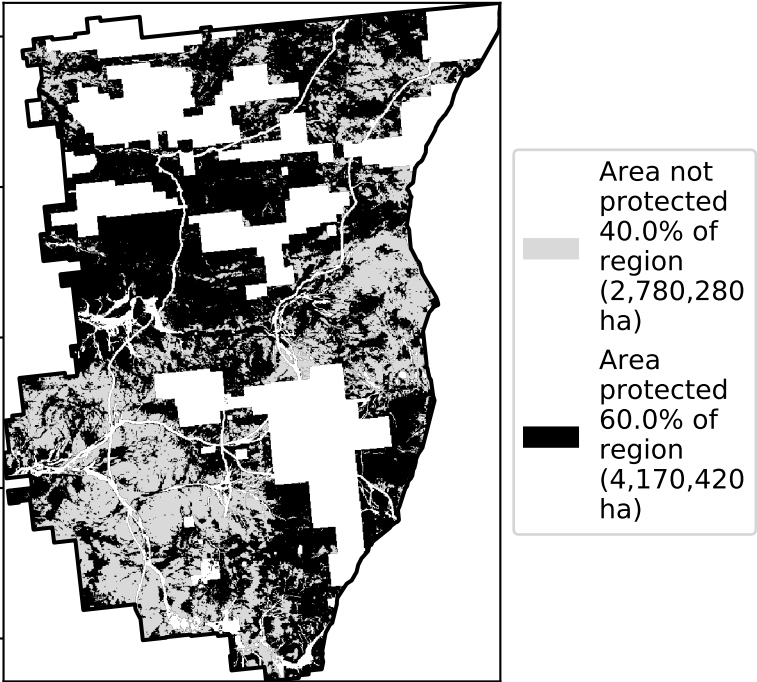 Area not
protected
40.0% of
region
(2,780,280
ha)
Area
protected
60.0% of
region
(4,170,420
ha)